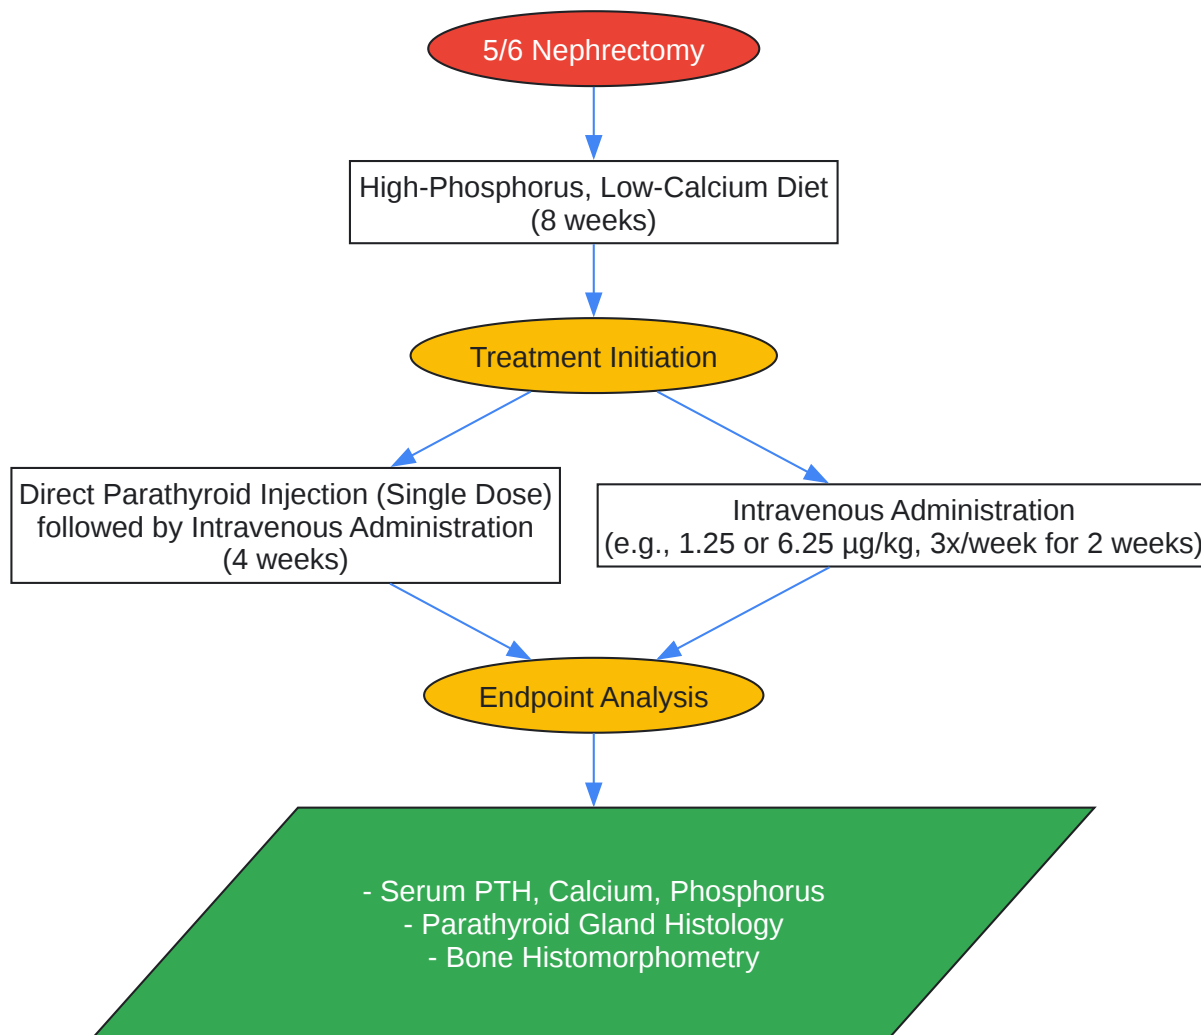 5/6 Nephrectomy
High-Phosphorus, Low-Calcium Diet
(8 weeks)
Treatment Initiation
Direct Parathyroid Injection (Single Dose)
followed by Intravenous Administration
(4 weeks)
Intravenous Administration
(e.g., 1.25 or 6.25 µg/kg, 3x/week for 2 weeks)
Endpoint Analysis
- Serum PTH, Calcium, Phosphorus
- Parathyroid Gland Histology
- Bone Histomorphometry